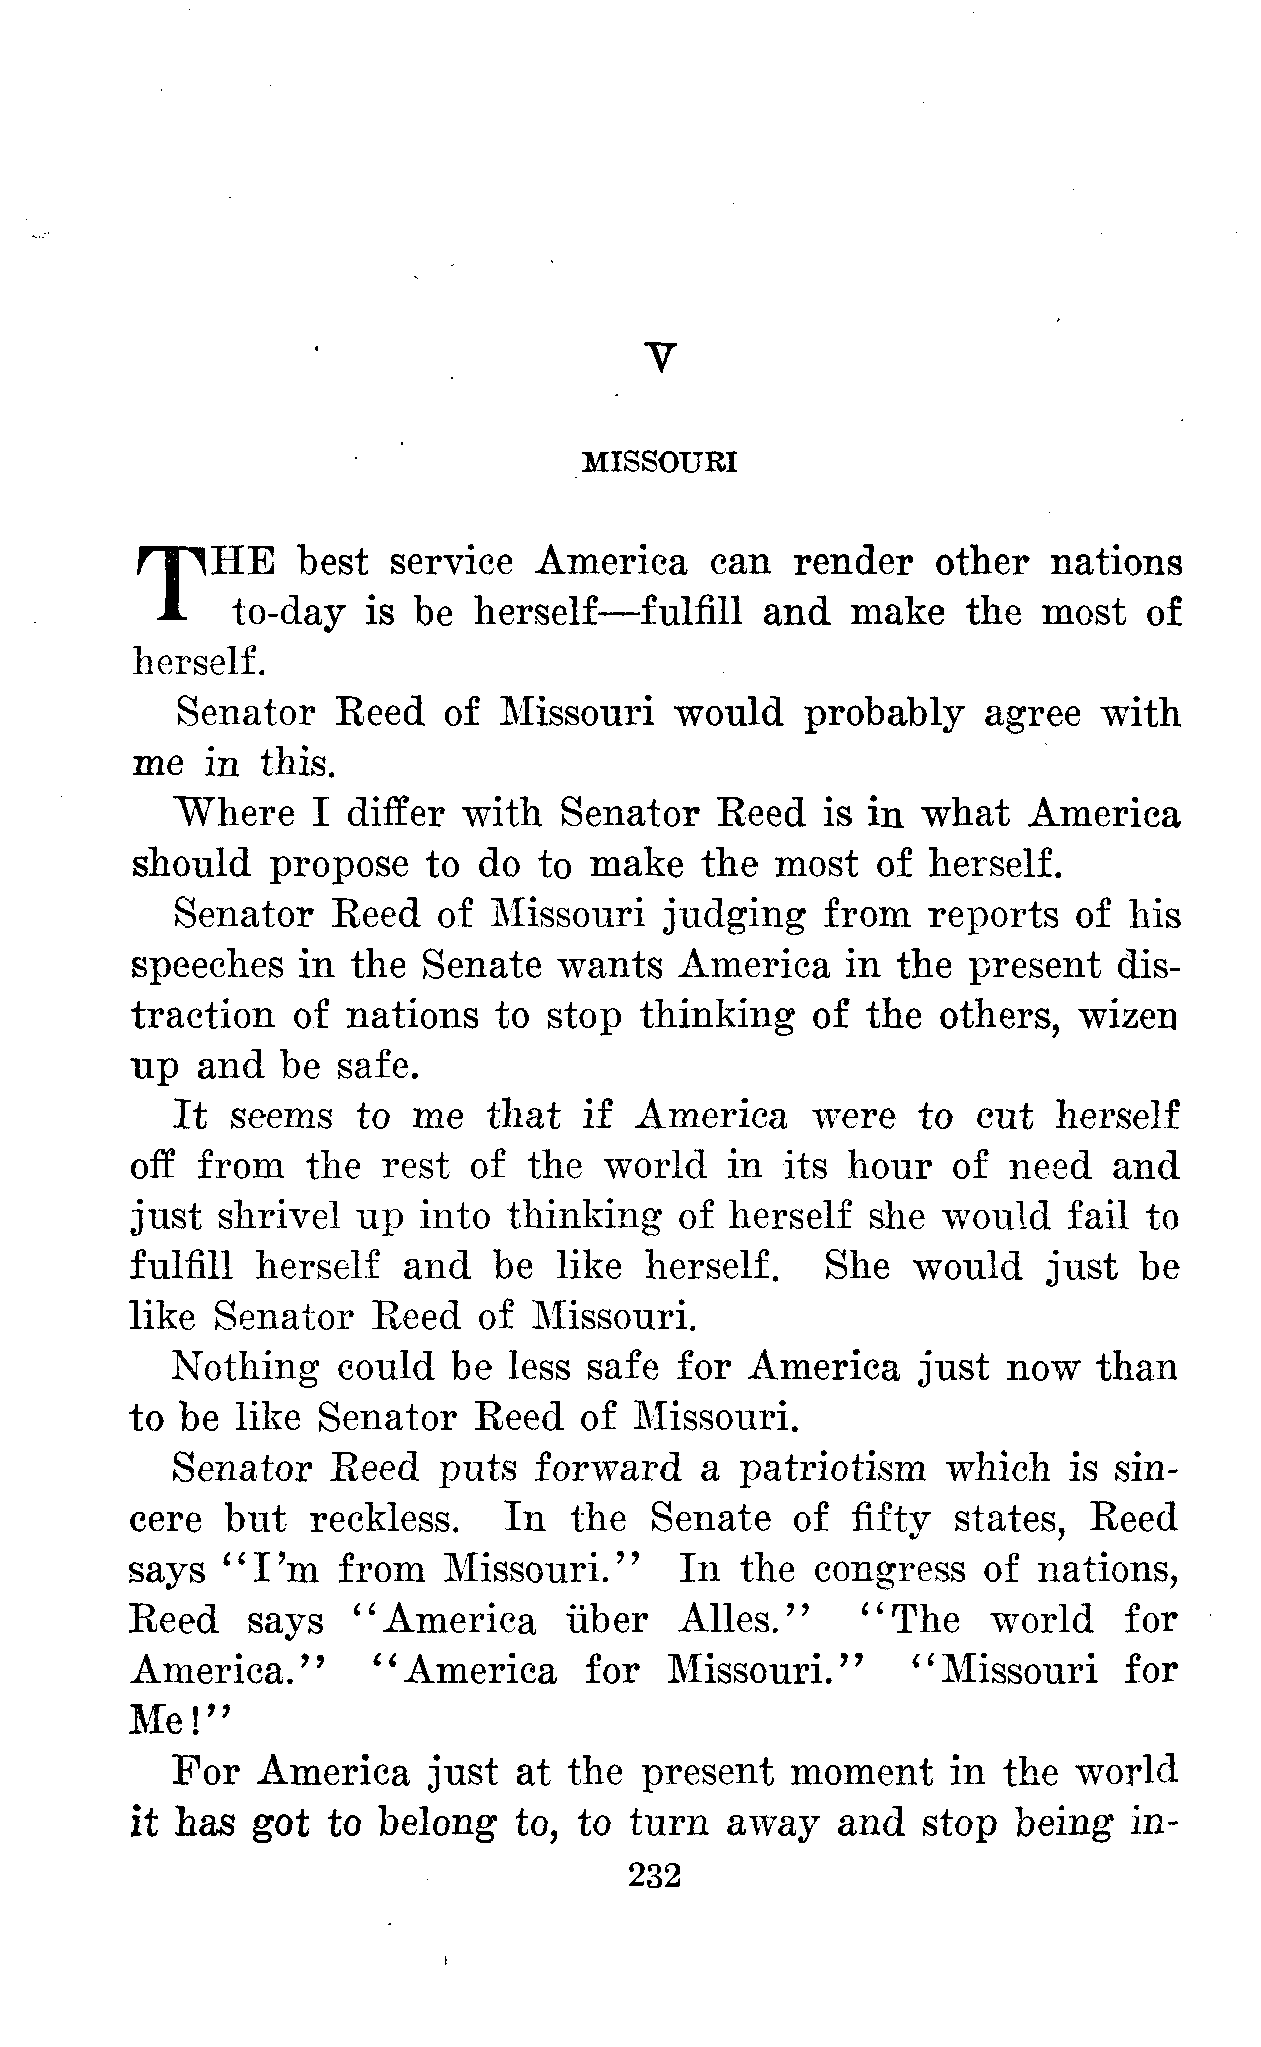 V
MISSOURI
THE best service America can render other nations
to-day is be herself—fulfill and make the most of
herself.
Senator Reed of Missouri would probably agree with
me in this.
Where I differ with Senator Reed is in what America
should propose to do to make the most of herself.
Senator Reed of Missouri judging from reports of his
speeches in the Senate wants America in the present dis-
traction of nations to stop thinking of the others, wizen
up and be safe.
It seems to me that if America were to cut herself
off from the rest of the world in its hour of need and
just shrivel up into thinking of herself she would fail to
fulfill herself and be like herself. She would just be
like Senator Reed of Missouri.
Nothing could be less safe for America just now than
to be like Senator Reed of Missouri.
Senator Reed puts forward a patriotism which is sin-
cere but reckless. In the Senate of fifty states, Reed
says "I'm from Missouri." In the congress of nations,
Reed says "America über Alles." "The world for
America." "America for Missouri." "Missouri for
Me!"
For America just at the present moment in the world
it has got to belong to, to turn away and stop being in-
232